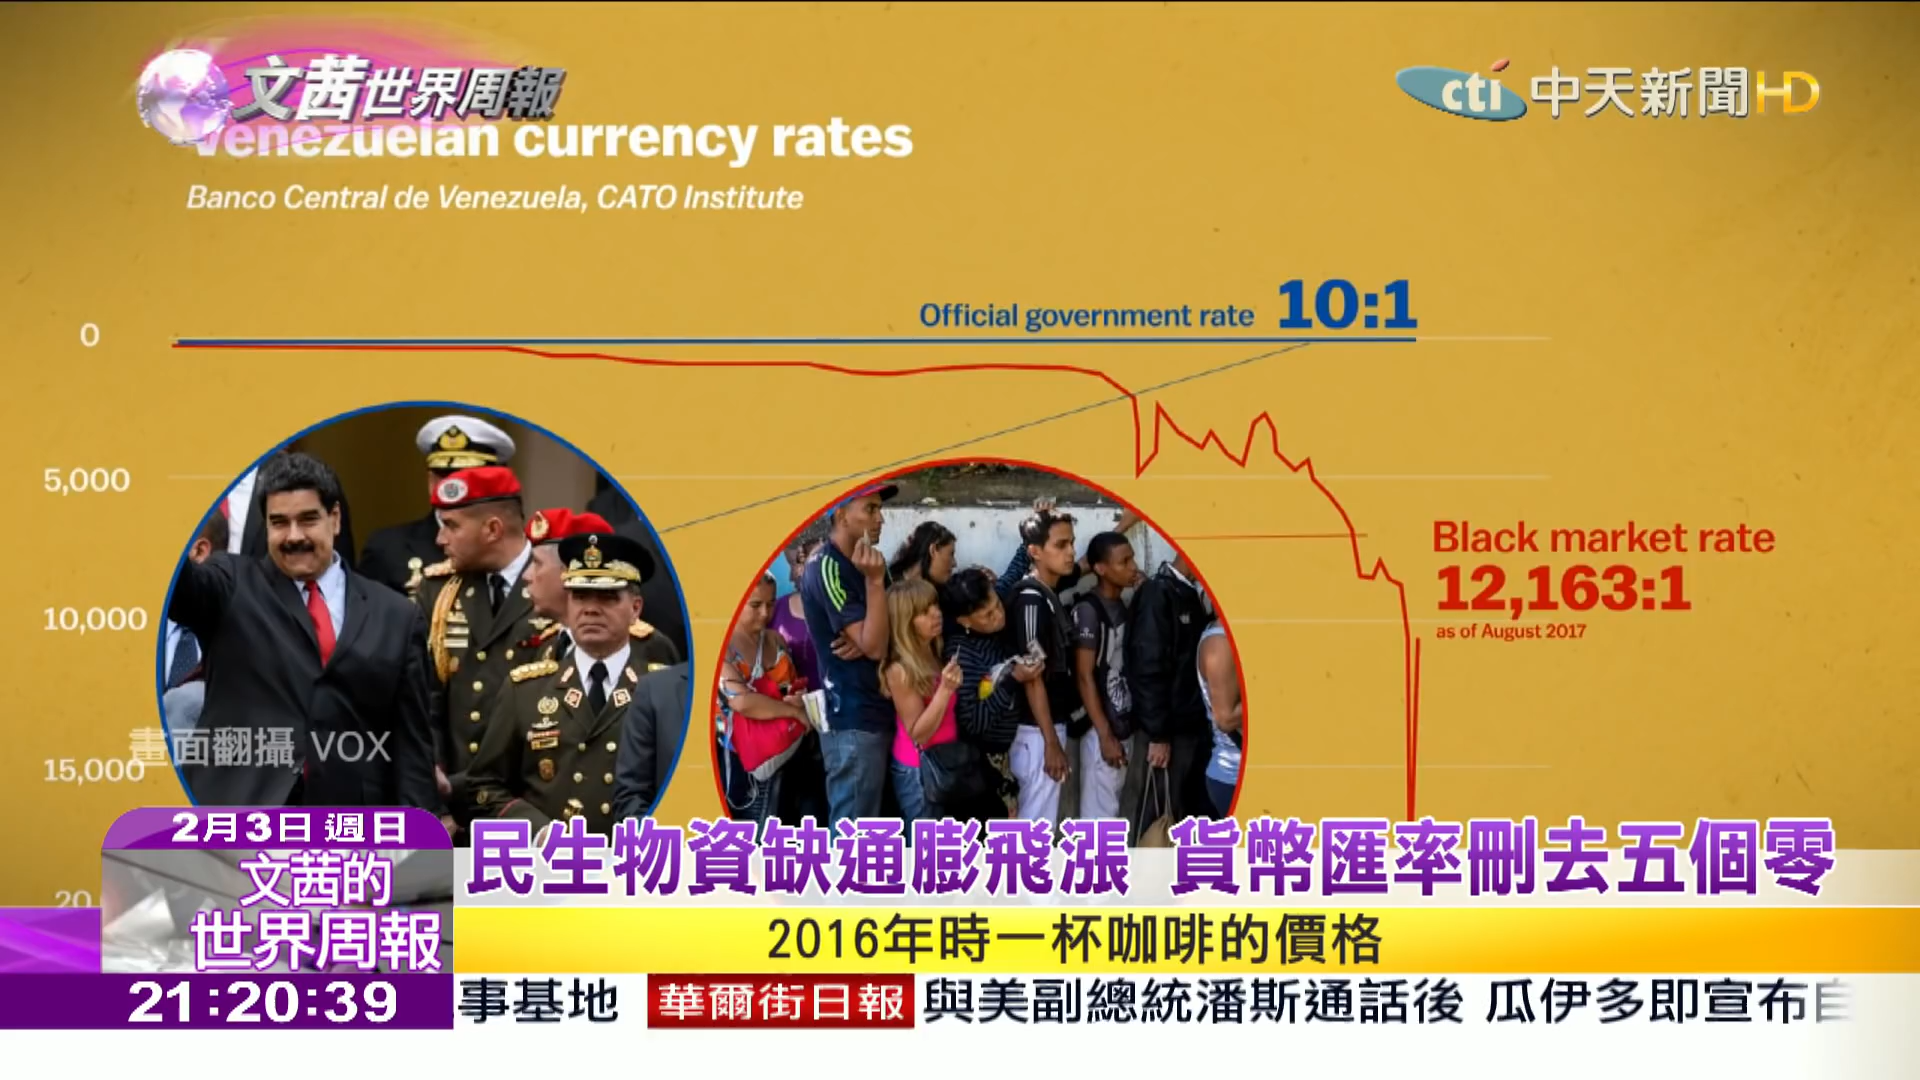 文茜世界周報
cti 中天新聞HD
Venezuelan currency rates
Banco Central de Venezuela, CATO Institute
Official government rate 10:1
0
5,000
10,000
15,000
20
Black market rate
12,163:1
as of August 2017
畫面翻攝 VOX
2月3日 週日
文茜的
世界周報
21:20:39
民生物資缺通膨飛漲 貨幣匯率刪去五個零
2016年時一杯咖啡的價格
事基地 華爾街日報 與美副總統潘斯通話後 瓜伊多即宣布自